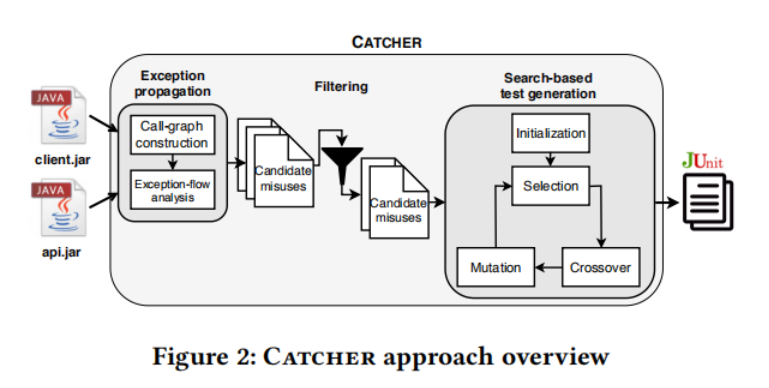 CATCHER
Exception
propagation
Filtering
Search-based
test generation
JAVA
client.jar
JAVA
api.jar
Call-graph
construction
Exception-flow
analysis
Candidate
misuses
Candidate
misuses
Initialization
Selection
Mutation
Crossover
JUnit
Figure 2: CATCHER approach overview